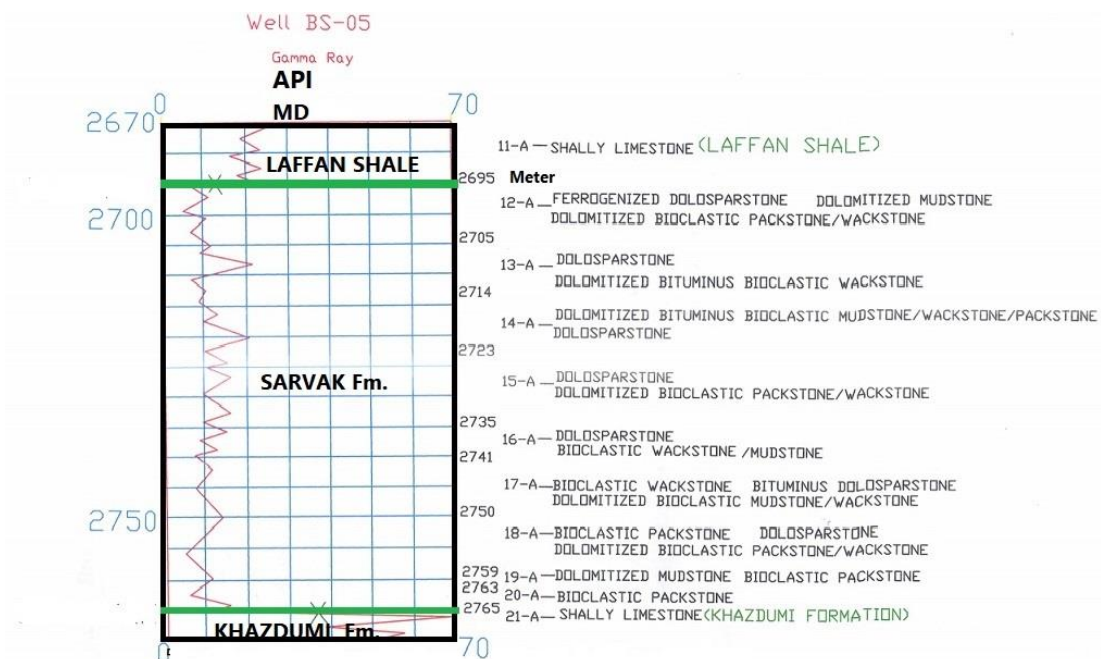 Well BS-05
Gamma Ray
API
0 70
MD
2670
11-A — SHALLY LIMESTONE (LAFFAN SHALE)
LAFFAN SHALE
2695 Meter
12-A — FERROGENIZED DOLOSPARSTONE DOLOMITIZED MUDSTONE
DOLOMITIZED BIOCLASTIC PACKSTONE/WACKSTONE
2700
2705
13-A — DOLOSPARSTONE
DOLOMITIZED BITUMINUS BIOCLASTIC WACKSTONE
2714
14-A — DOLOMITIZED BITUMINUS BIOCLASTIC MUDSTONE/WACKSTONE/PACKSTONE
DOLOSPARSTONE
2723
SARVAK Fm.
15-A — DOLOSPARSTONE
DOLOMITIZED BIOCLASTIC PACKSTONE/WACKSTONE
2735
16-A — DOLOSPARSTONE
BIOCLASTIC WACKSTONE /MUDSTONE
2741
17-A — BIOCLASTIC WACKSTONE BITUMINUS DOLOSPARSTONE
DOLOMITIZED BIOCLASTIC MUDSTONE/WACKSTONE
2750 2750
18-A — BIOCLASTIC PACKSTONE DOLOSPARSTONE
DOLOMITIZED BIOCLASTIC PACKSTONE/WACKSTONE
2759 19-A — DOLOMITIZED MUDSTONE BIOCLASTIC PACKSTONE
2763
20-A — BIOCLASTIC PACKSTONE
2765
21-A — SHALLY LIMESTONE (KHAZDUMI FORMATION)
KHAZDUMI Fm.
0 70